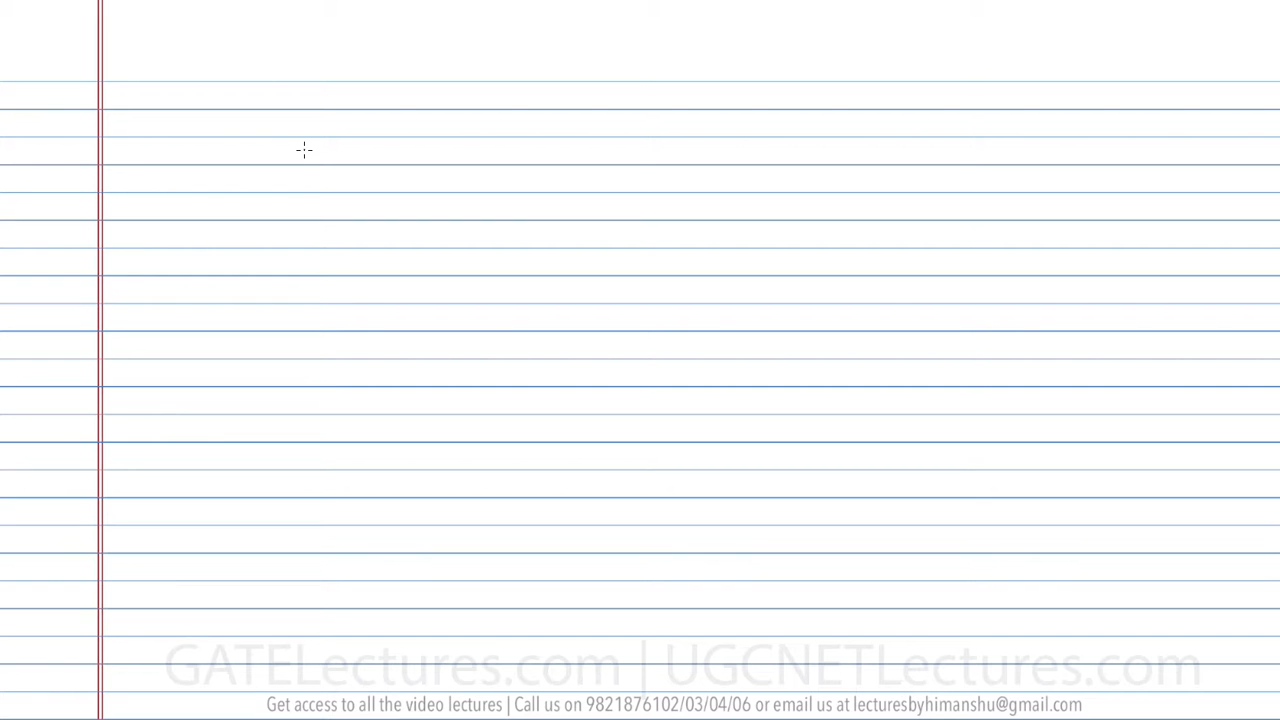 GATELectures.com | UGCNETLectures.com
Get access to all the video lectures | Call us on 9821876102/03/04/06 or email us at lecturesbyhimanshu@gmail.com